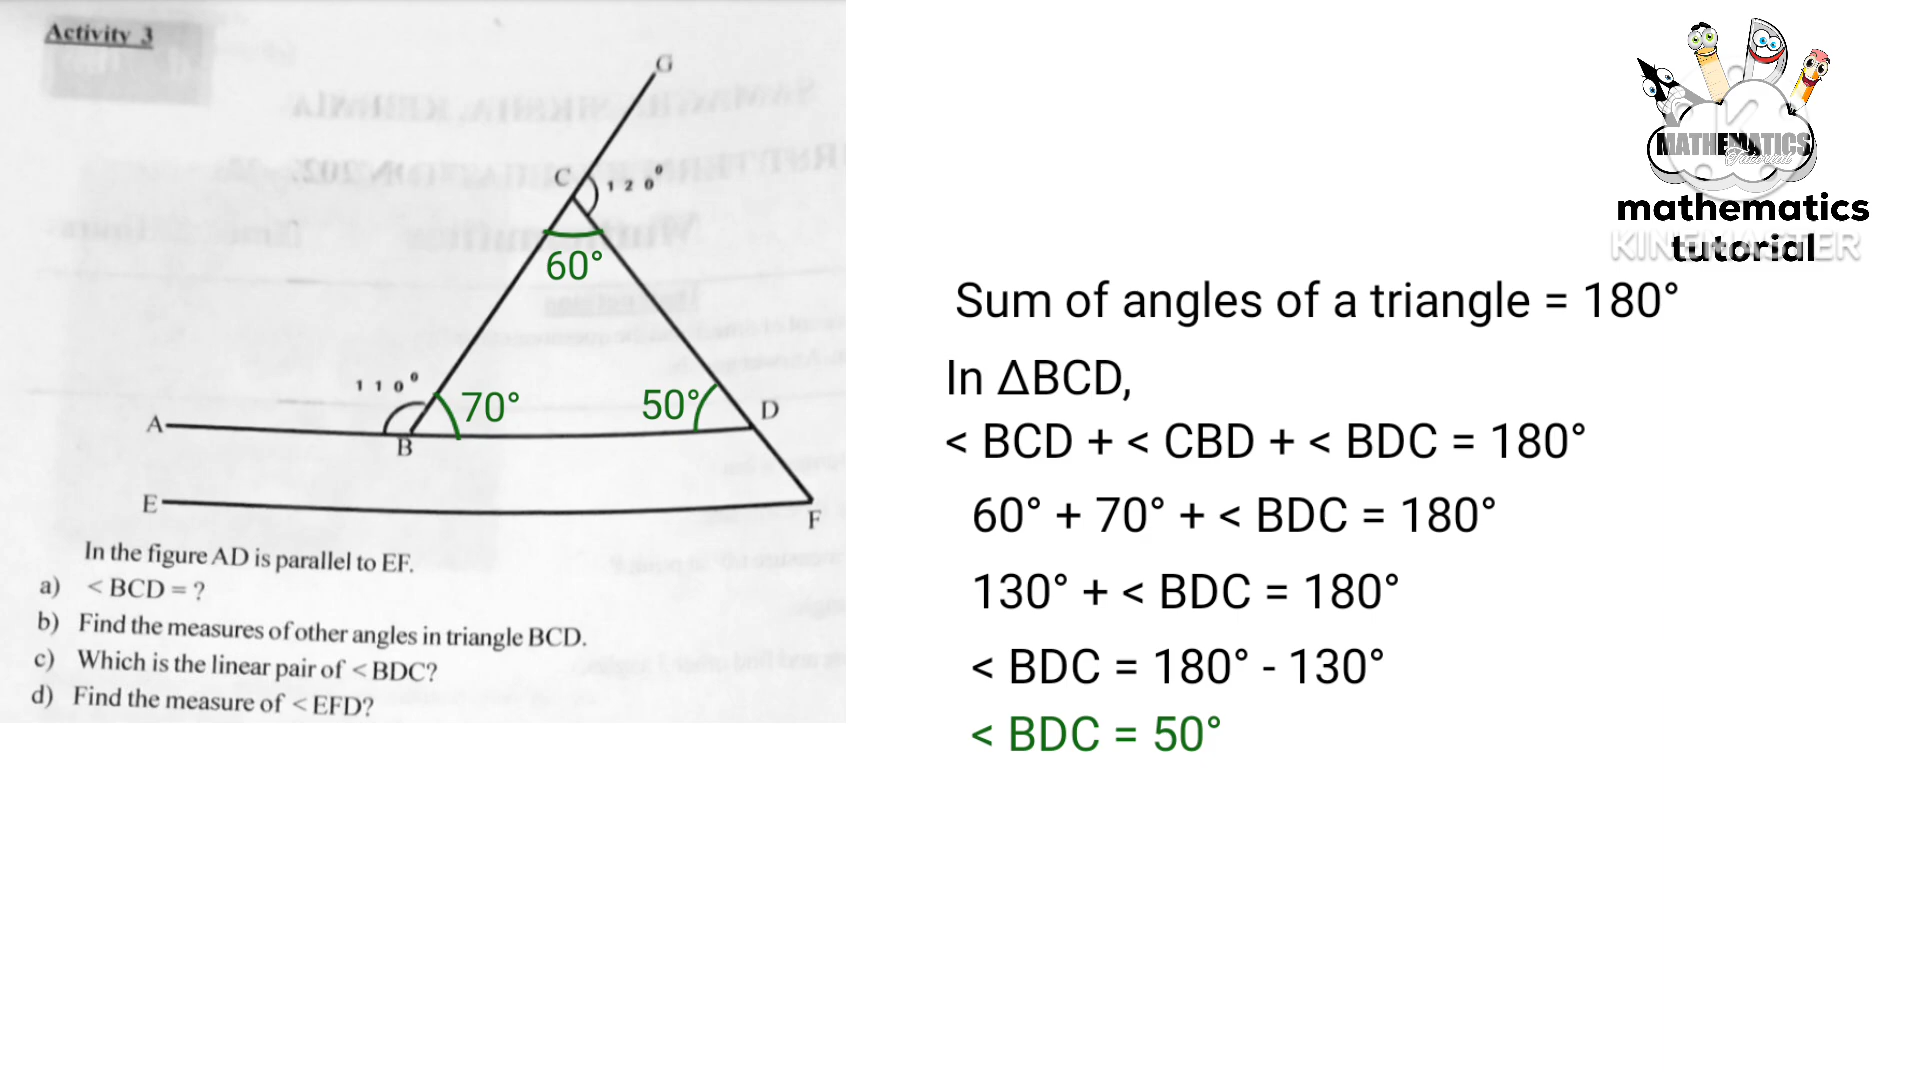 Activity 3
G
C
120°
60°
110°
70°
50°
D
A
B
E
F
In the figure AD is parallel to EF.
a) < BCD = ?
b) Find the measures of other angles in triangle BCD.
c) Which is the linear pair of < BDC?
d) Find the measure of < EFD?
MATHEMATICS
Tutorial
mathematics
tutorial
KINEMASTER
Sum of angles of a triangle = 180°
In ΔBCD,
< BCD + < CBD + < BDC = 180°
60° + 70° + < BDC = 180°
130° + < BDC = 180°
< BDC = 180° - 130°
< BDC = 50°